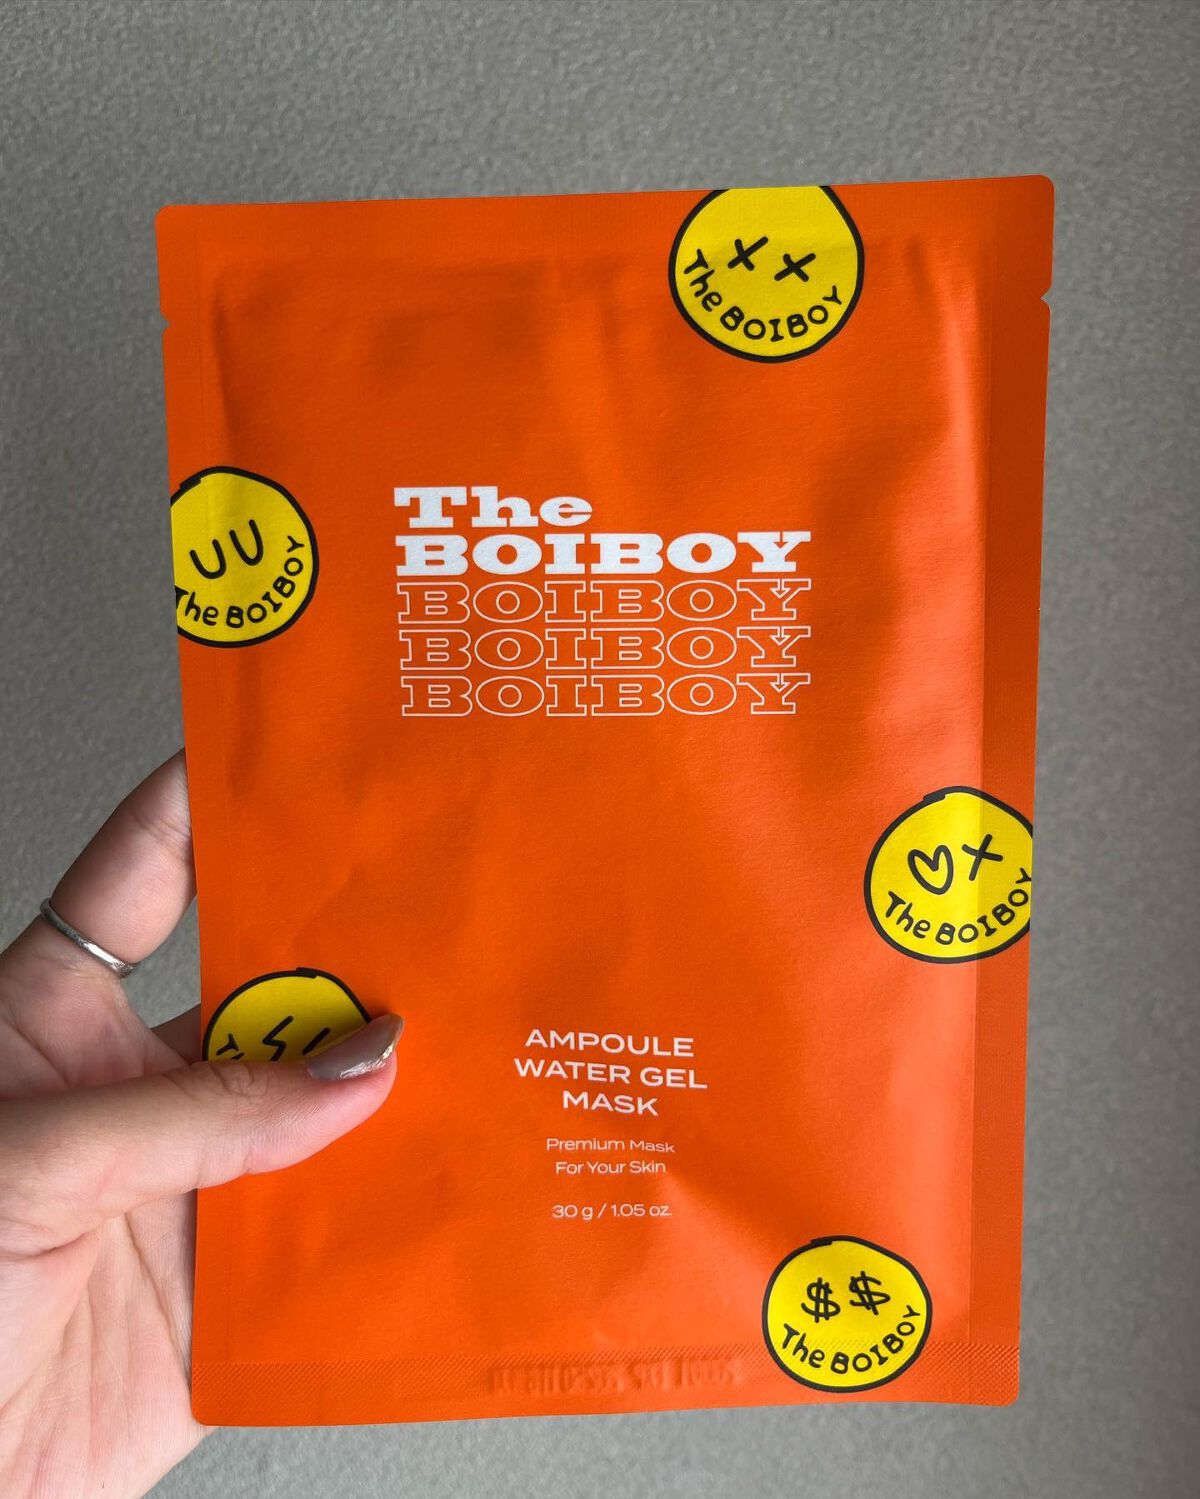 x x
The BOIBOY
The
BOIBOY
BOIBOY
BOIBOY
BOIBOY
UU
The BOIBOY
X
The BOIBOY
AMPOULE
WATER GEL
MASK
Premium Mask
For Your Skin
30 g / 1.05 oz.
$$
The BOIBOY